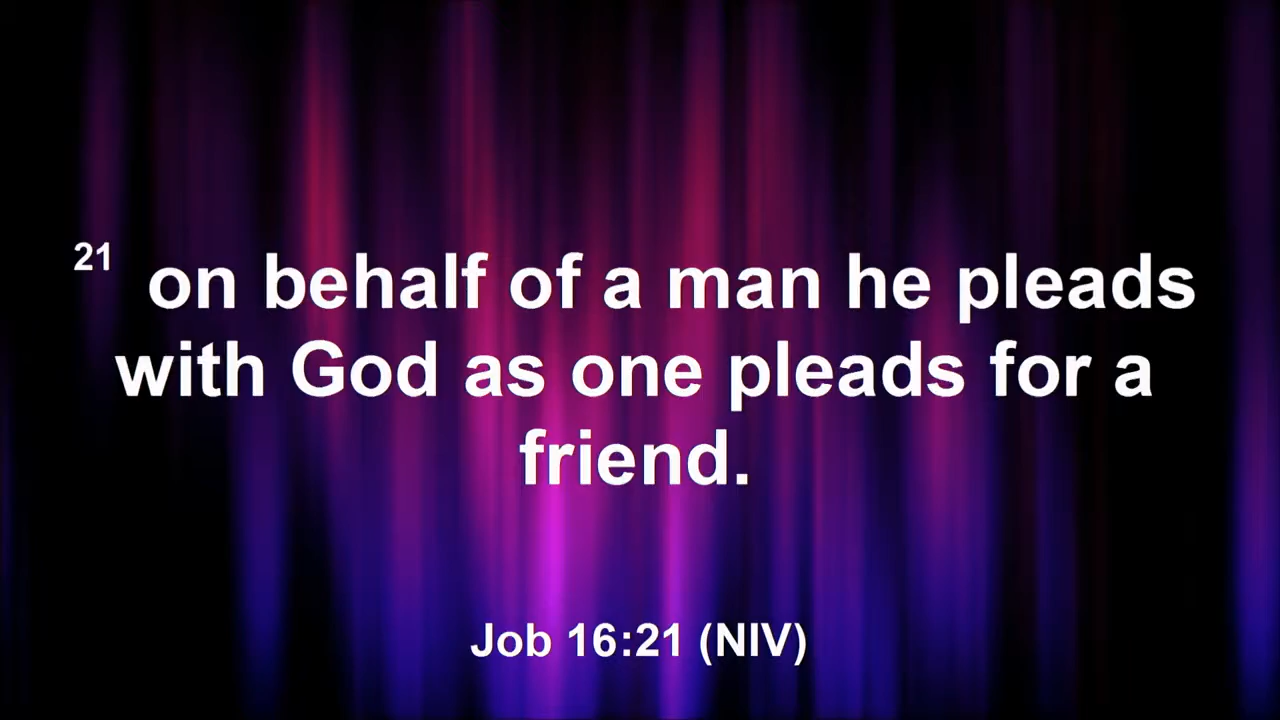 21 on behalf of a man he pleads
with God as one pleads for a
friend.
Job 16:21 (NIV)